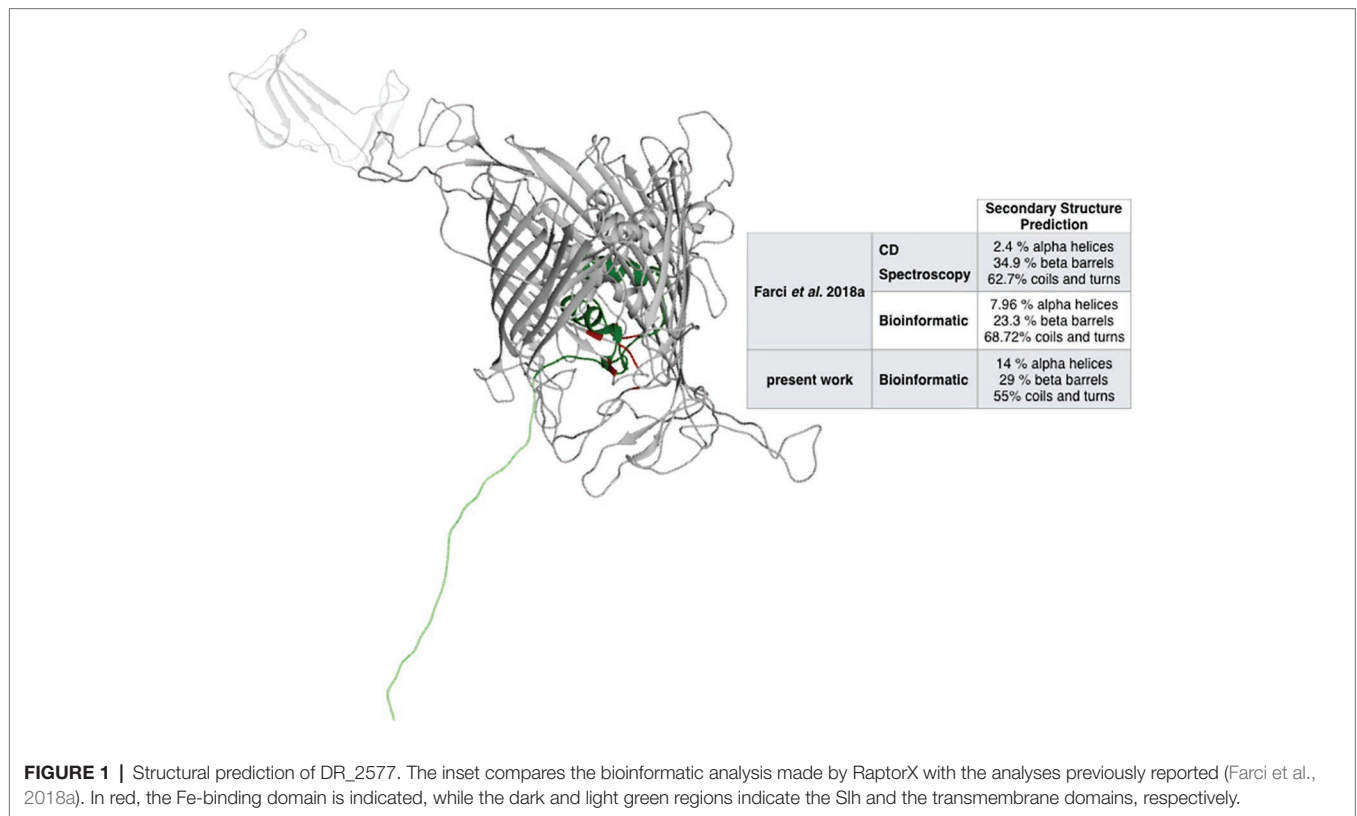 Secondary Structure
Prediction
Farci et al. 2018a
CD
Spectroscopy
2.4 % alpha helices
34.9 % beta barrels
62.7% coils and turns
Bioinformatic
7.96 % alpha helices
23.3 % beta barrels
68.72% coils and turns
present work
Bioinformatic
14 % alpha helices
29 % beta barrels
55% coils and turns
FIGURE 1 | Structural prediction of DR_2577. The inset compares the bioinformatic analysis made by RaptorX with the analyses previously reported (Farci et al.,
2018a). In red, the Fe-binding domain is indicated, while the dark and light green regions indicate the Slh and the transmembrane domains, respectively.